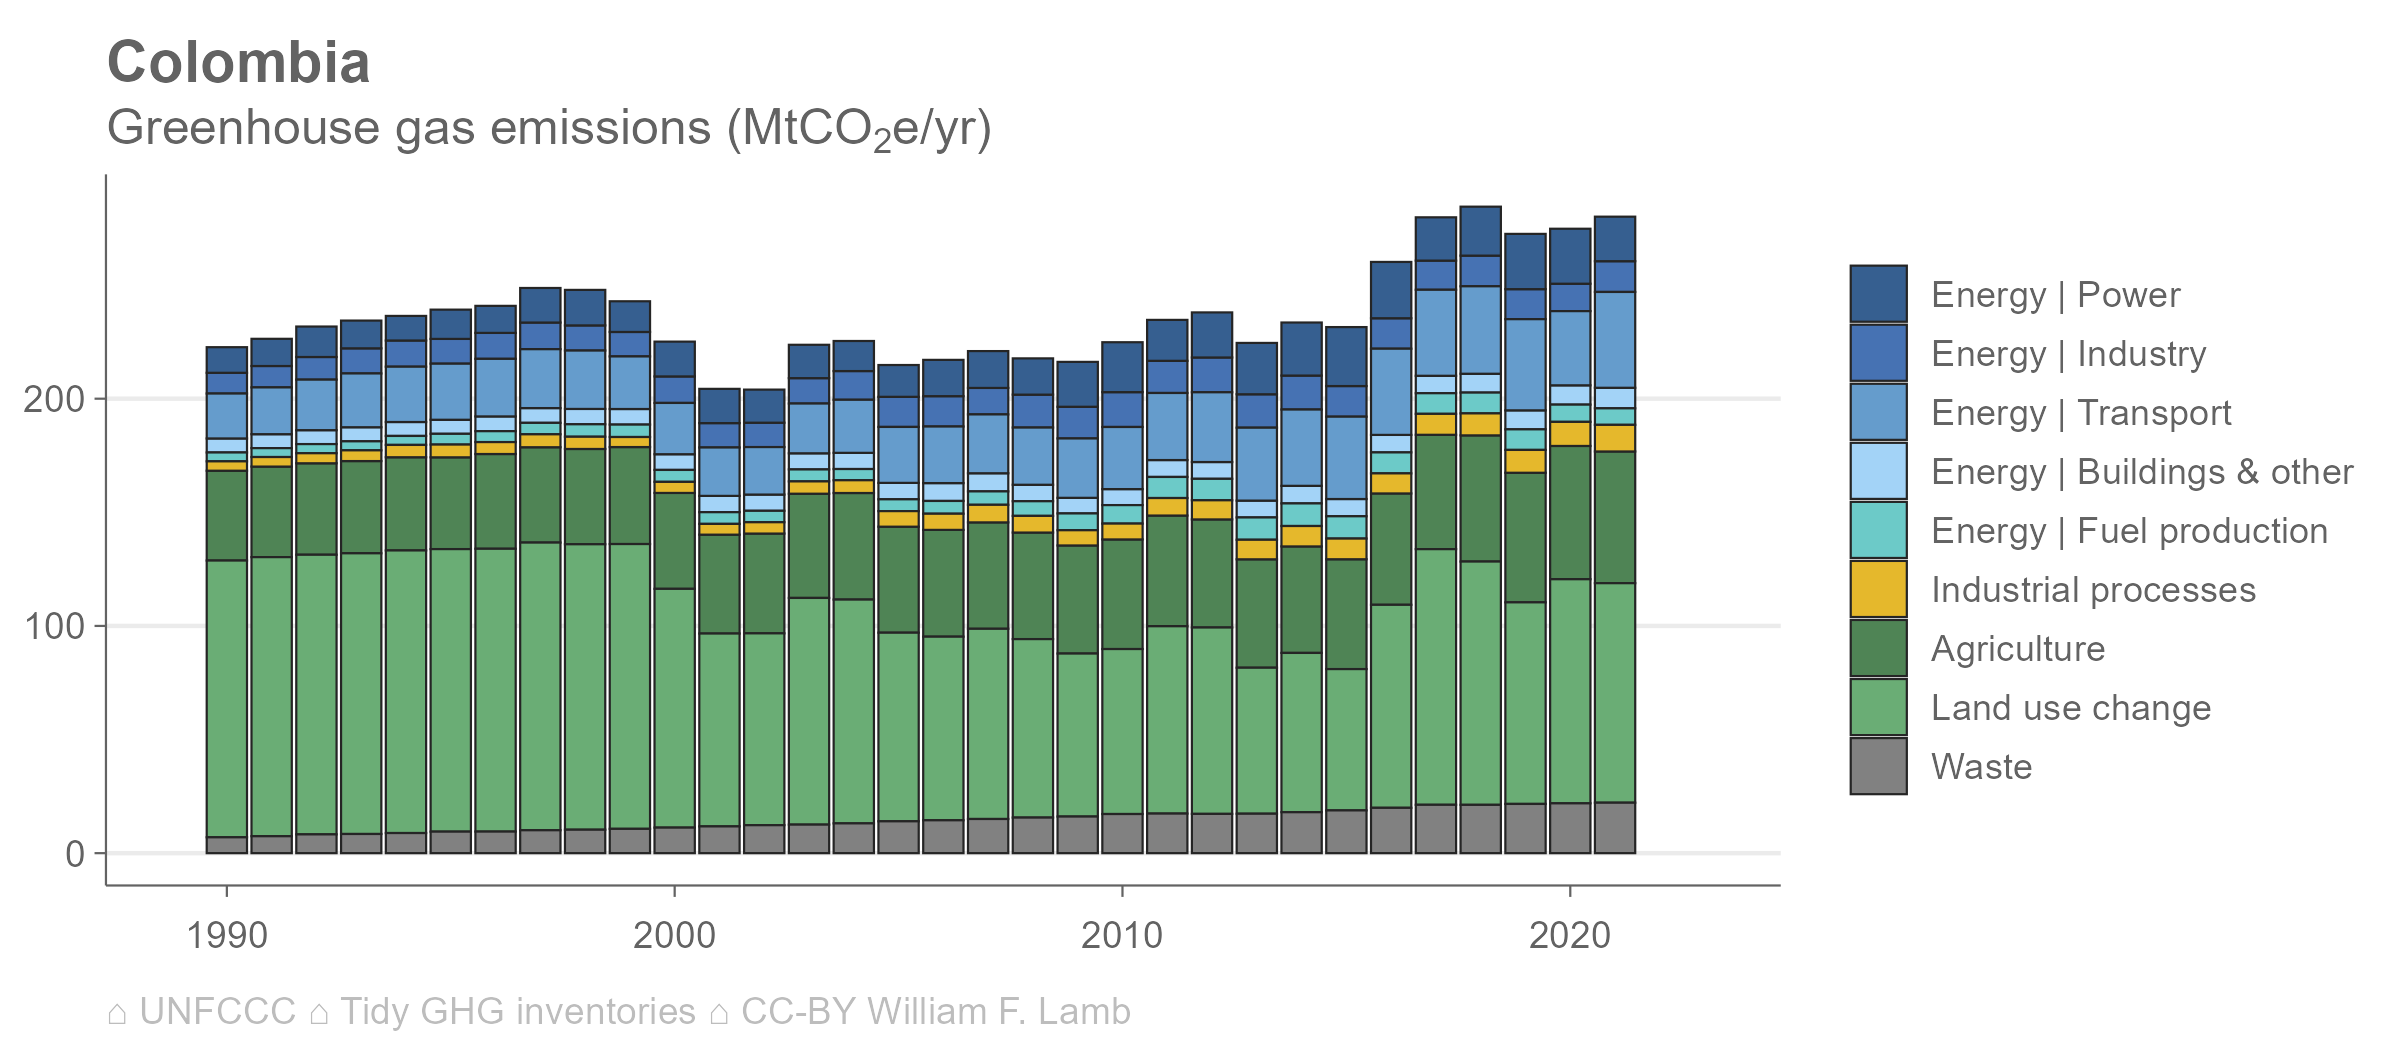 Colombia
Greenhouse gas emissions (MtCO₂e/yr)
200
100
0
1990 2000 2010 2020
Energy | Power
Energy | Industry
Energy | Transport
Energy | Buildings & other
Energy | Fuel production
Industrial processes
Agriculture
Land use change
Waste
⌂ UNFCCC ⌂ Tidy GHG inventories ⌂ CC-BY William F. Lamb